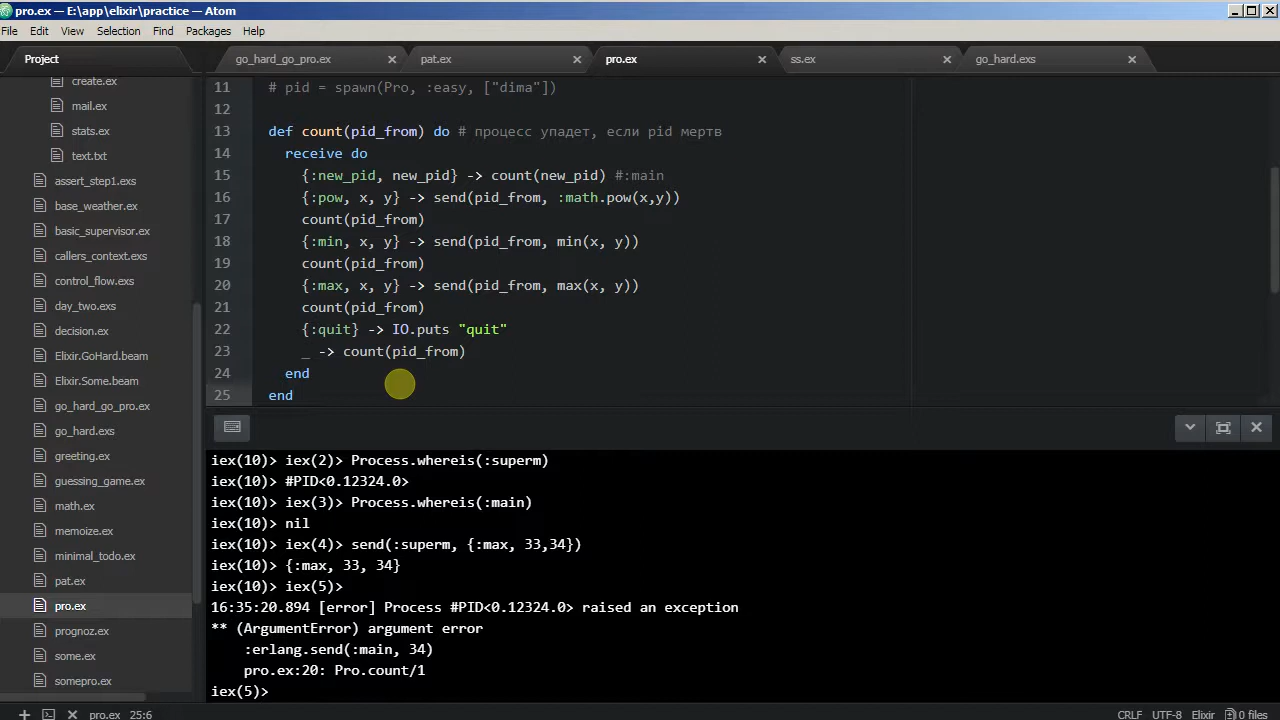 pro.ex — E:\app\elixir\practice — Atom
File Edit View Selection Find Packages Help
Project
go_hard_go_pro.ex pat.ex pro.ex ss.ex go_hard.exs
create.ex
mail.ex
stats.ex
text.txt
assert_step1.exs
base_weather.ex
basic_supervisor.ex
callers_context.ex
control_flow.exs
day_two.exs
decision.ex
Elixir.GoHard.beam
Elixir.Some.beam
go_hard_go_pro.ex
go_hard.exs
greeting.ex
guessing_game.ex
math.ex
memoize.ex
minimal_todo.ex
pat.ex
pro.ex
prognoz.ex
some.ex
somepro.ex
11 # pid = spawn(Pro, :easy, ["dima"])
12
13 def count(pid_from) do # процесс упадет, если pid мертв
14 receive do
15 {:new_pid, new_pid} -> count(new_pid) #:main
16 {:pow, x, y} -> send(pid_from, :math.pow(x,y))
17 count(pid_from)
18 {:min, x, y} -> send(pid_from, min(x, y))
19 count(pid_from)
20 {:max, x, y} -> send(pid_from, max(x, y))
21 count(pid_from)
22 {:quit} -> IO.puts "quit"
23 _ -> count(pid_from)
24 end
25 end
iex(10)> iex(2)> Process.whereis(:superm)
iex(10)> #PID<0.12324.0>
iex(10)> iex(3)> Process.whereis(:main)
iex(10)> nil
iex(10)> iex(4)> send(:superm, {:max, 33,34})
iex(10)> {:max, 33, 34}
iex(10)> iex(5)>
16:35:20.894 [error] Process #PID<0.12324.0> raised an exception
** (ArgumentError) argument error
:erlang.send(:main, 34)
pro.ex:20: Pro.count/1
iex(5)>
pro.ex 25:6 CRLF UTF-8 Elixir 0 files